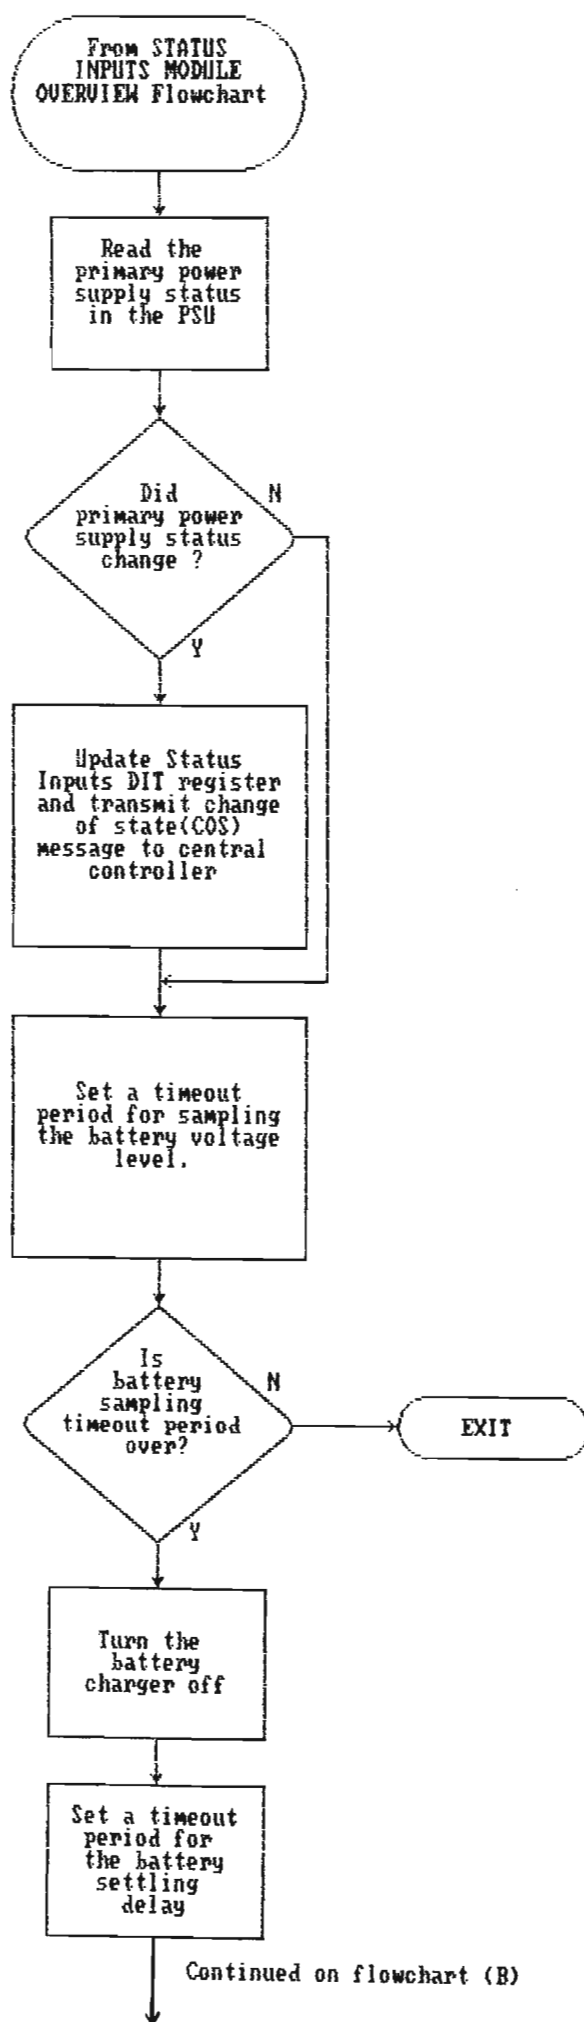 From STATUS
INPUTS MODULE
OVERVIEW Flowchart
Read the
primary power
supply status
in the PSU
Did
primary power
supply status
change ?
N
Y
Update Status
Inputs DIT register
and transmit change
of state(COS)
message to central
controller
Set a timeout
period for sampling
the battery voltage
level.
Is
battery
sampling
timeout period
over?
N
EXIT
Y
Turn the
battery
charger off
Set a timeout
period for
the battery
settling
delay
Continued on flowchart (B)